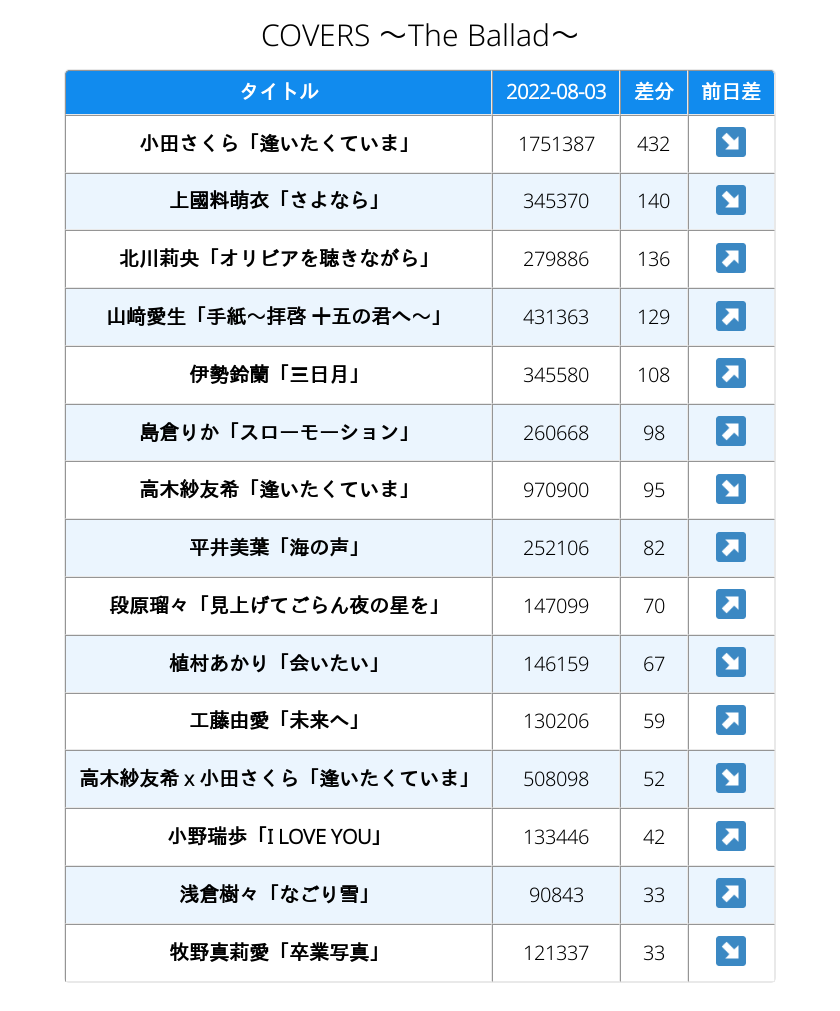 COVERS ～The Ballad～
タイトル 2022-08-03 差分 前日差
小田さくら「逢いたくていま」 1751387 432 ↘
上國料萌衣「さよなら」 345370 140 ↘
北川莉央「オリビアを聴きながら」 279886 136 ↗
山﨑愛生「手紙～拝啓 十五の君へ～」 431363 129 ↗
伊勢鈴蘭「三日月」 345580 108 ↗
島倉りか「スローモーション」 260668 98 ↗
高木紗友希「逢いたくていま」 970900 95 ↘
平井美葉「海の声」 252106 82 ↗
段原瑠々「見上げてごらん夜の星を」 147099 70 ↗
植村あかり「会いたい」 146159 67 ↘
工藤由愛「未来へ」 130206 59 ↗
高木紗友希 x 小田さくら「逢いたくていま」 508098 52 ↘
小野瑞歩「I LOVE YOU」 133446 42 ↗
浅倉樹々「なごり雪」 90843 33 ↗
牧野真莉愛「卒業写真」 121337 33 ↘